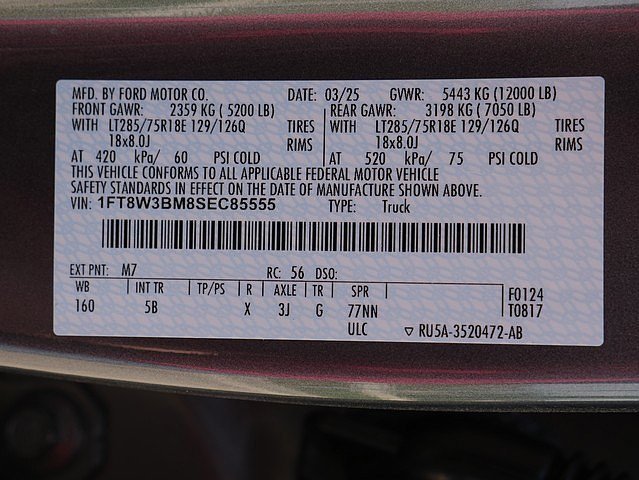 MFD. BY FORD MOTOR CO. DATE: 03/25 GVWR: 5443 KG (12000 LB)
FRONT GAWR: 2359 KG (5200 LB) REAR GAWR: 3198 KG (7050 LB)
WITH LT285/75R18E 129/126Q TIRES WITH LT285/75R18E 129/126Q TIRES
18x8.0J RIMS 18x8.0J RIMS
AT 420 kPa/ 60 PSI COLD AT 520 kPa/ 75 PSI COLD
THIS VEHICLE CONFORMS TO ALL APPLICABLE FEDERAL MOTOR VEHICLE
SAFETY STANDARDS IN EFFECT ON THE DATE OF MANUFACTURE SHOWN ABOVE.
VIN: 1FT8W3BM8SEC85555 TYPE: Truck
EXT PNT: M7 RC: 56 DSO:
WB INT TR TP/PS R AXLE TR SPR F0124
160 5B X 3J G 77NN T0817
ULC ▽ RU5A-3520472-AB